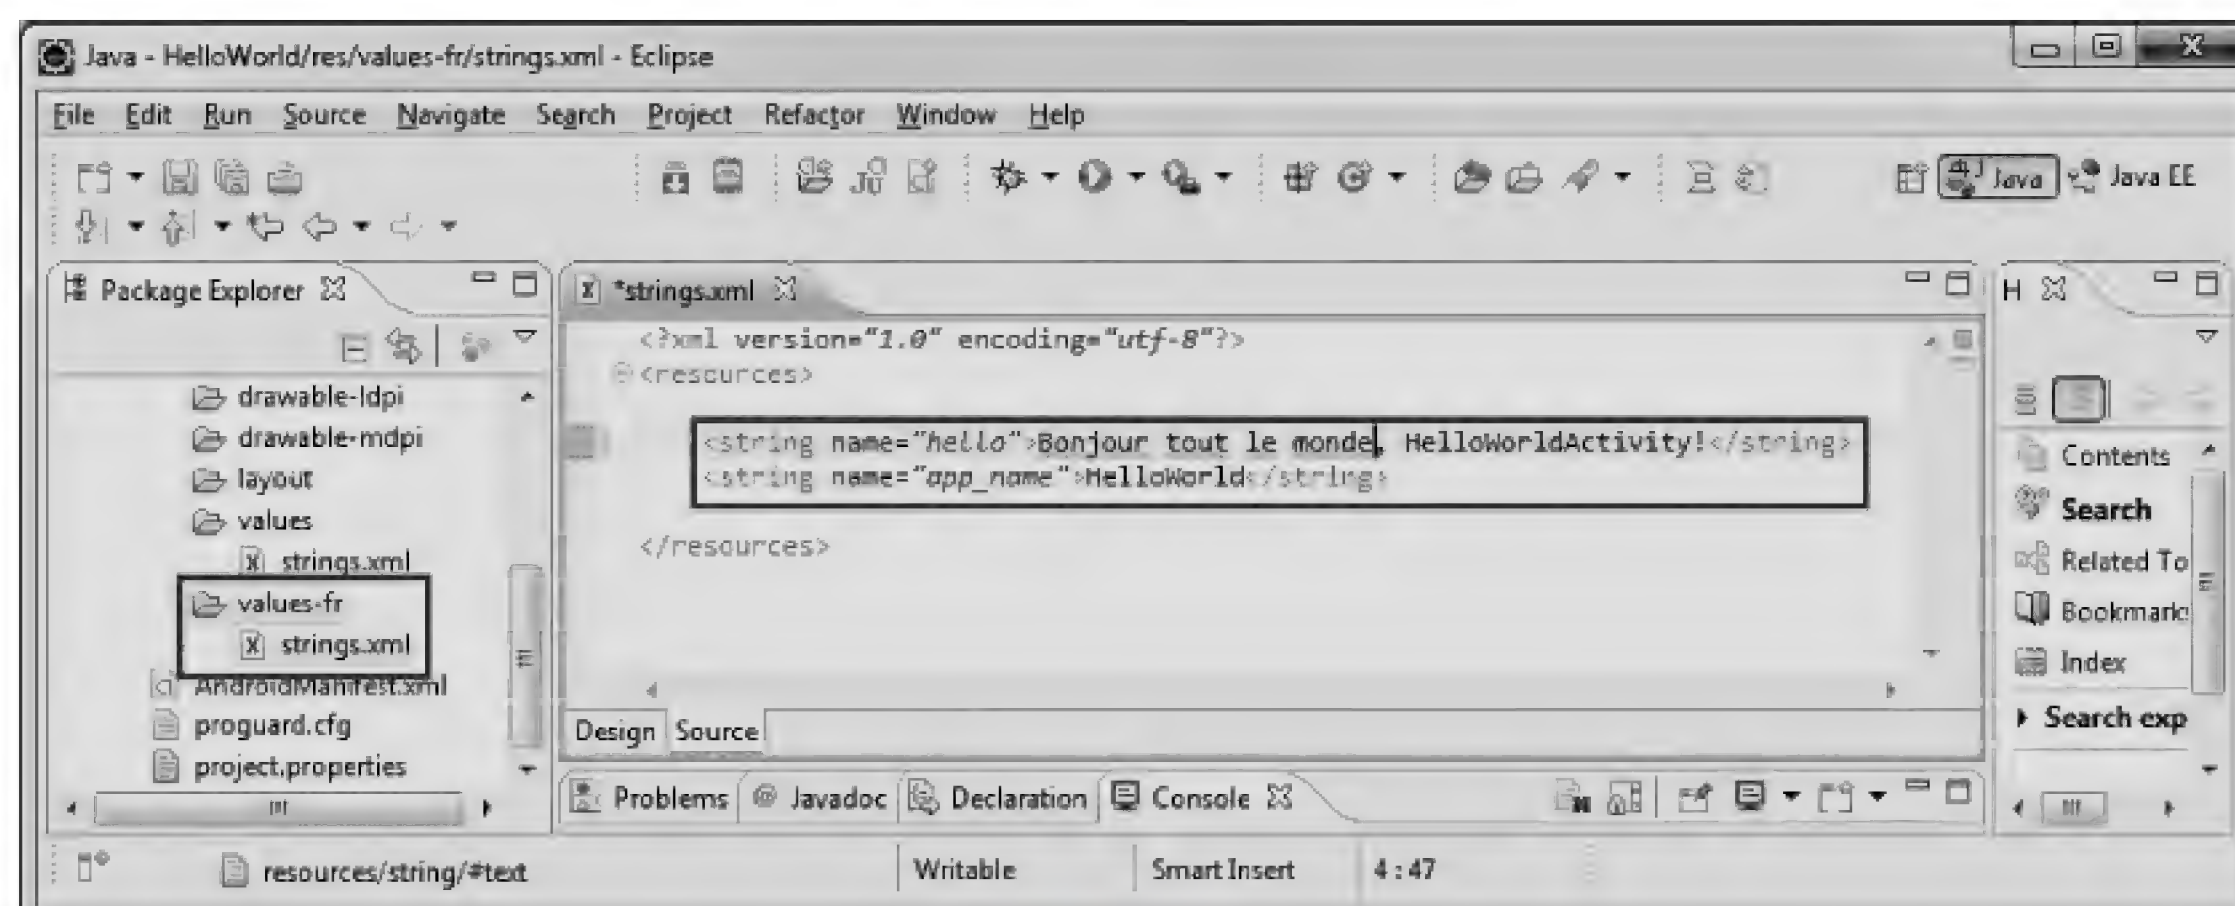 Java - HelloWorld/res/values-fr/strings.xml - Eclipse
File Edit Run Source Navigate Search Project Refactor Window Help
Java Java EE
Package Explorer
*strings.xml
H
drawable-ldpi
drawable-mdpi
layout
values
strings.xml
values-fr
strings.xml
AndroidManifest.xml
proguard.cfg
project.properties
<?xml version="1.0" encoding="utf-8"?>
<resources>
<string name="hello">Bonjour tout le monde, HelloWorldActivity!</string>
<string name="app_name">HelloWorld</string>
</resources>
Design Source
Problems @ Javadoc Declaration Console
Contents
Search
Related To
Bookmark
Index
Search exp
resources/string/#text Writable Smart Insert 4 : 47